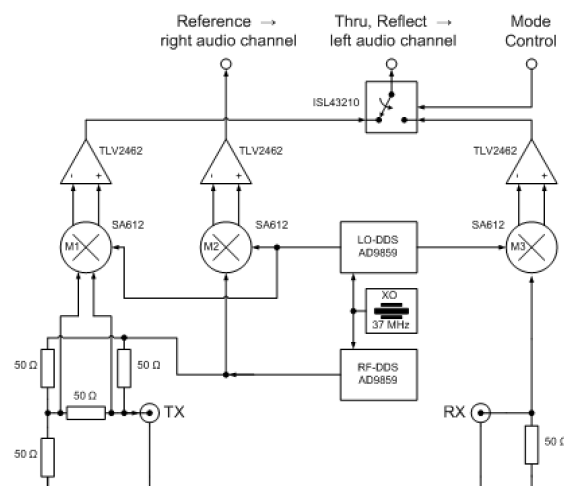 Reference → Thru, Reflect → Mode
right audio channel left audio channel Control
ISL43210
TLV2462 TLV2462 TLV2462
- + - + - +
SA612 SA612 SA612
M1 M2 LO-DDS M3
AD9859
XO
37 MHz
50 Ω 50 Ω RF-DDS
AD9859
50 Ω
TX RX
50 Ω 50 Ω